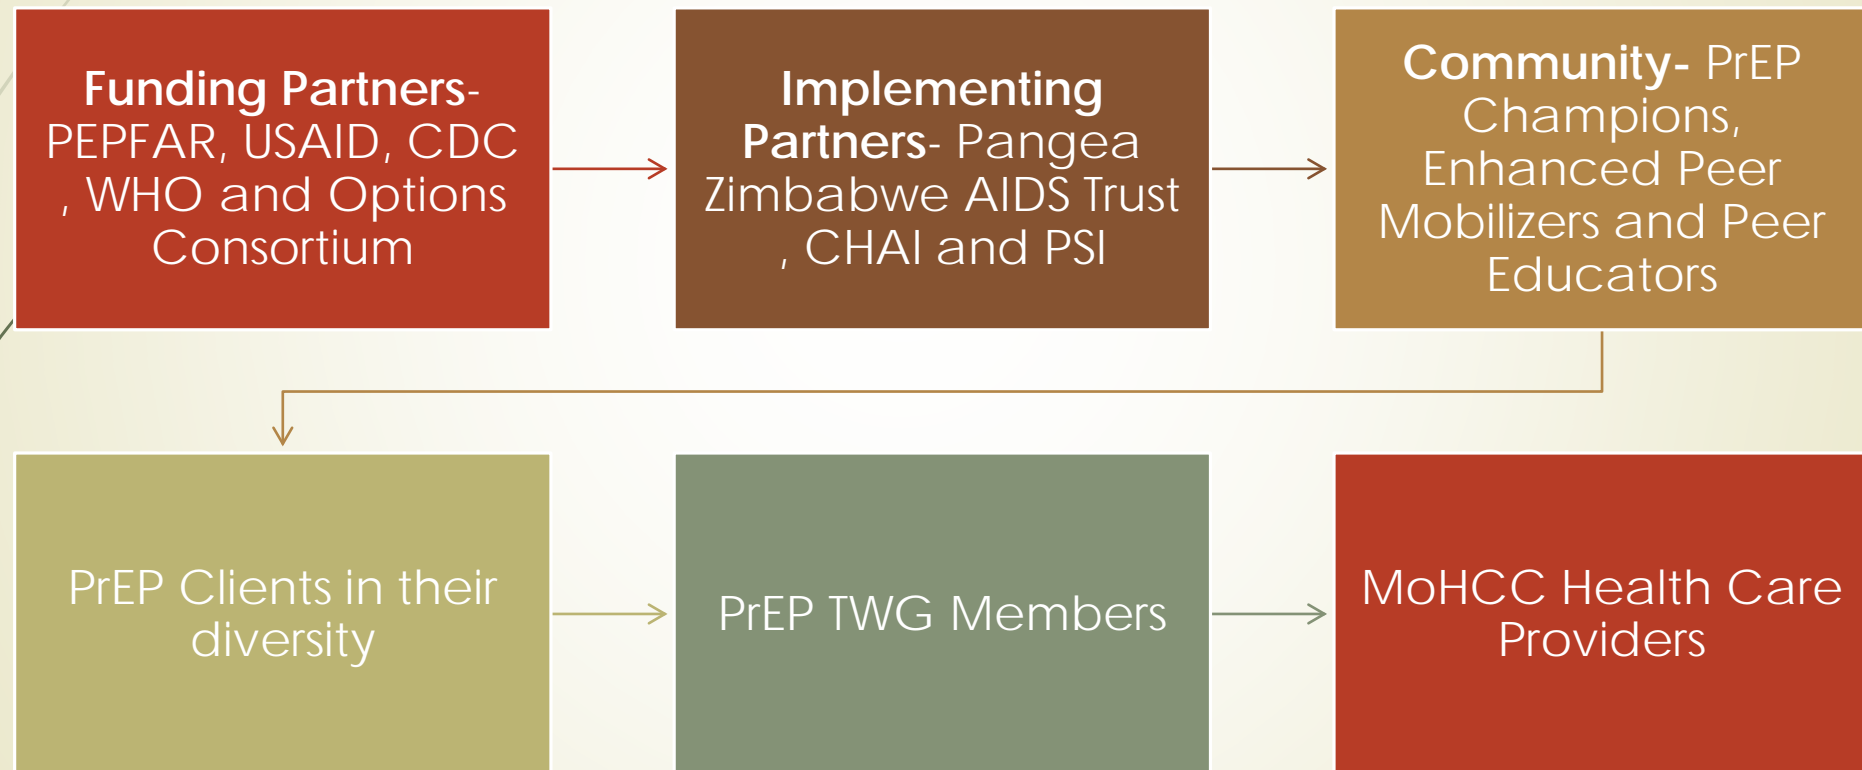 Funding Partners-
PEPFAR, USAID, CDC
, WHO and Options
Consortium
Implementing
Partners- Pangea
Zimbabwe AIDS Trust
, CHAI and PSI
Community- PrEP
Champions,
Enhanced Peer
Mobilizers and Peer
Educators
PrEP Clients in their
diversity
PrEP TWG Members
MoHCC Health Care
Providers